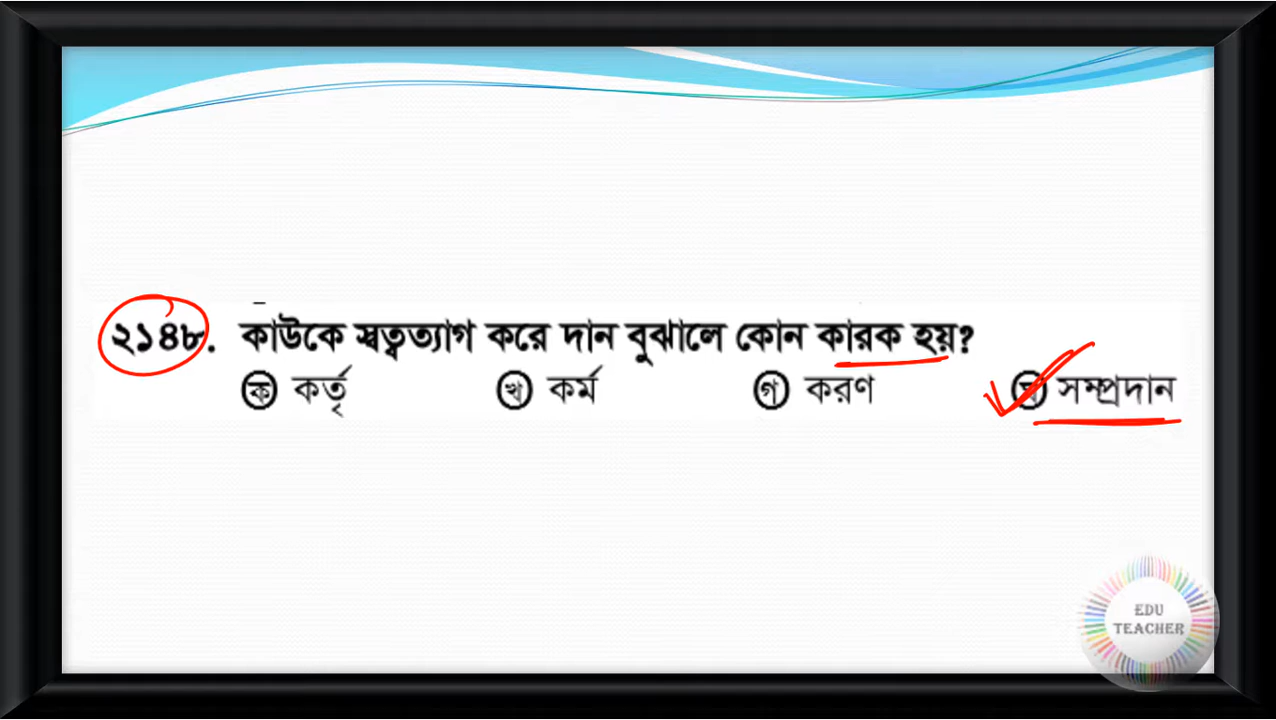 ২১৪৮. কাউকে স্বত্বত্যাগ করে দান বুঝালে কোন কারক হয়?
ক কর্তৃ খ কর্ম গ করণ ঘ সম্প্রদান
EDU
TEACHER